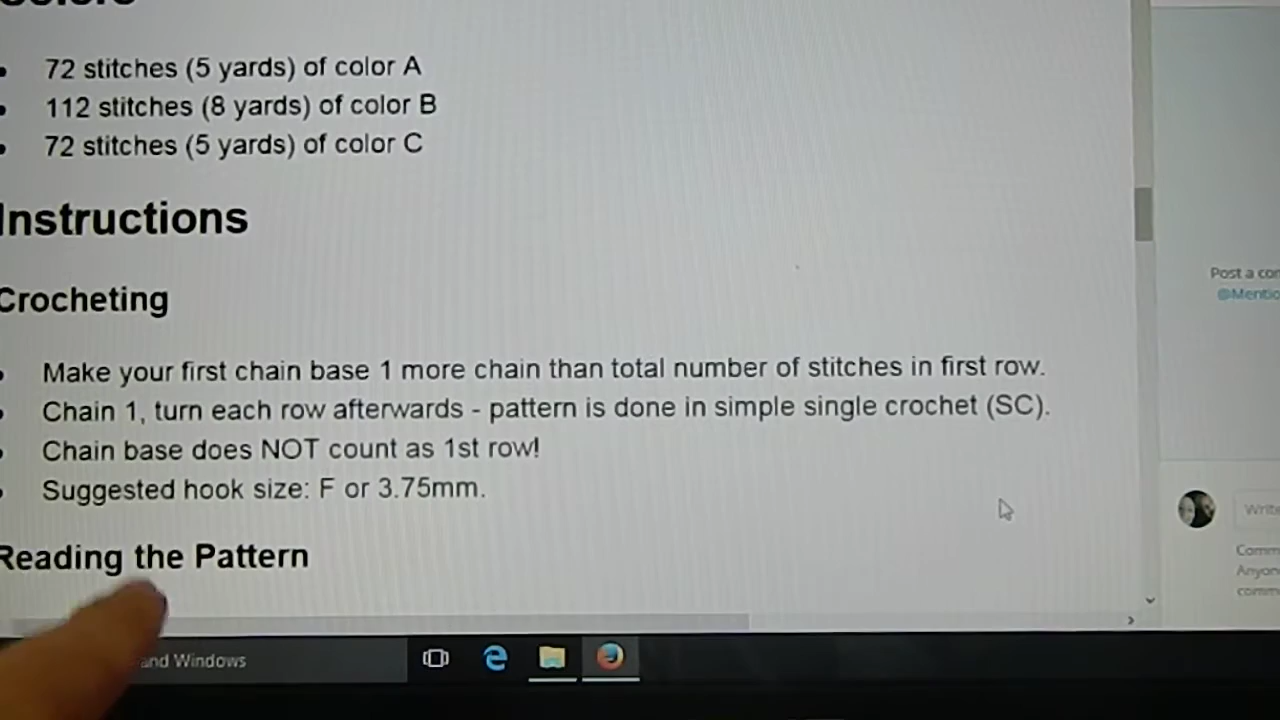 72 stitches (5 yards) of color A
112 stitches (8 yards) of color B
72 stitches (5 yards) of color C
Instructions
Crocheting
Make your first chain base 1 more chain than total number of stitches in first row.
Chain 1, turn each row afterwards - pattern is done in simple single crochet (SC).
Chain base does NOT count as 1st row!
Suggested hook size: F or 3.75mm.
Reading the Pattern
and Windows
Post a